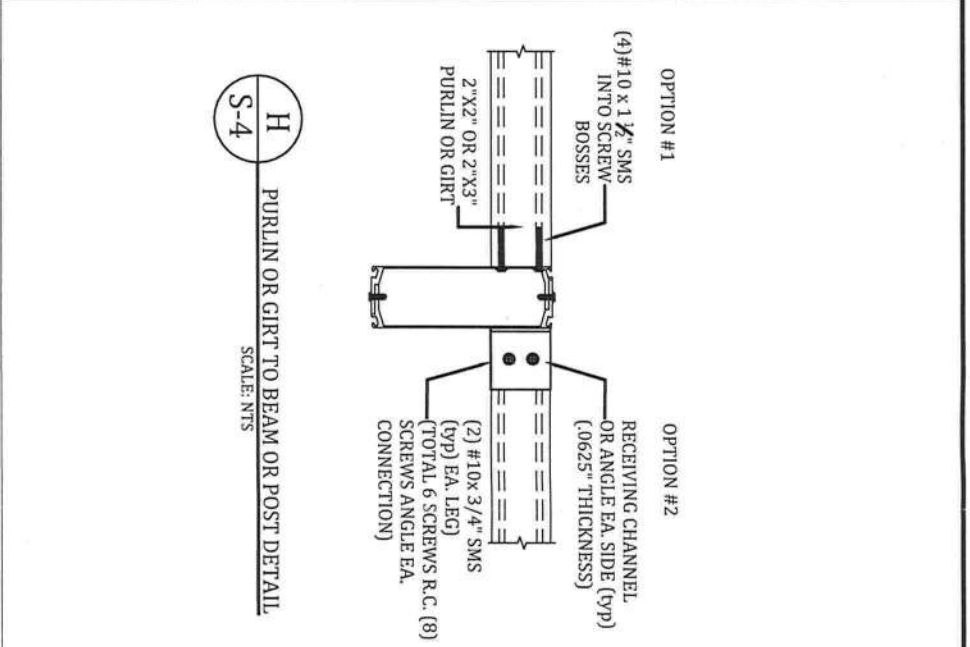 OPTION #1
(4)#10 x 1 ½" SMS
INTO SCREW
BOSSES
2"X2" OR 2"X3"
PURLIN OR GIRT
OPTION #2
RECEIVING CHANNEL
OR ANGLE EA. SIDE (typ)
(.0625" THICKNESS)
(2) #10x 3/4" SMS
(typ) EA. LEG)
(TOTAL 6 SCREWS R.C. (8)
SCREWS ANGLE EA.
CONNECTION)
H
S-4
PURLIN OR GIRT TO BEAM OR POST DETAIL
SCALE: NTS